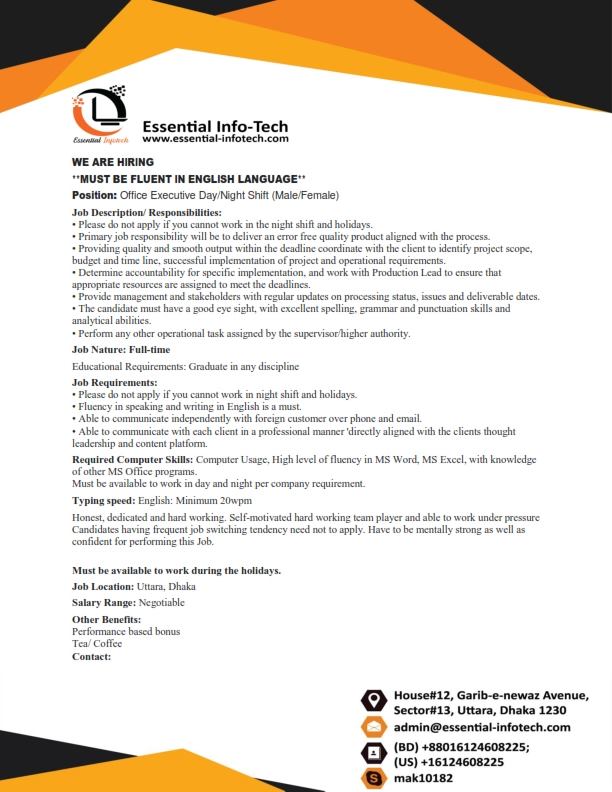 Essential Infotech
Essential Info-Tech
www.essential-infotech.com
WE ARE HIRING
**MUST BE FLUENT IN ENGLISH LANGUAGE**
Position: Office Executive Day/Night Shift (Male/Female)
Job Description/ Responsibilities:
• Please do not apply if you cannot work in the night shift and holidays.
• Primary job responsibility will be to deliver an error free quality product aligned with the process.
• Providing quality and smooth output within the deadline coordinate with the client to identify project scope,
budget and time line, successful implementation of project and operational requirements.
• Determine accountability for specific implementation, and work with Production Lead to ensure that
appropriate resources are assigned to meet the deadlines.
• Provide management and stakeholders with regular updates on processing status, issues and deliverable dates.
• The candidate must have a good eye sight, with excellent spelling, grammar and punctuation skills and
analytical abilities.
• Perform any other operational task assigned by the supervisor/higher authority.
Job Nature: Full-time
Educational Requirements: Graduate in any discipline
Job Requirements:
• Please do not apply if you cannot work in night shift and holidays.
• Fluency in speaking and writing in English is a must.
• Able to communicate independently with foreign customer over phone and email.
• Able to communicate with each client in a professional manner 'directly aligned with the clients thought
leadership and content platform.
Required Computer Skills: Computer Usage, High level of fluency in MS Word, MS Excel, with knowledge
of other MS Office programs.
Must be available to work in day and night per company requirement.
Typing speed: English: Minimum 20wpm
Honest, dedicated and hard working. Self-motivated hard working team player and able to work under pressure
Candidates having frequent job switching tendency need not to apply. Have to be mentally strong as well as
confident for performing this Job.
Must be available to work during the holidays.
Job Location: Uttara, Dhaka
Salary Range: Negotiable
Other Benefits:
Performance based bonus
Tea/ Coffee
Contact:
House#12, Garib-e-newaz Avenue,
Sector#13, Uttara, Dhaka 1230
admin@essential-infotech.com
(BD) +88016124608225;
(US) +16124608225
mak10182